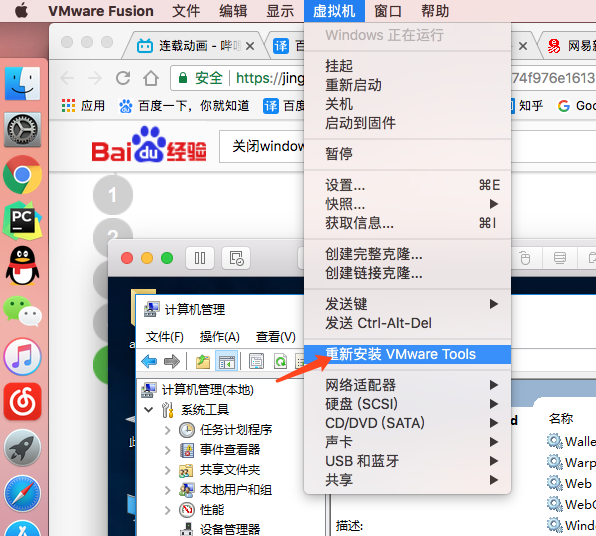 VMware Fusion 文件 编辑 显示 虚拟机 窗口 帮助
连载动画 - 哔哩
译 百
网易新
安全 https://jing
74f976e1613
应用 百度一下，你就知道 译 百度
知乎 G Goo
Bai du 经验
关闭window
1
2
Windows 正在运行
挂起
重新启动
关机
启动到固件
暂停
设置... ⌘E
快照...
获取信息... ⌘I
创建完整克隆...
创建链接克隆...
发送键
发送 Ctrl-Alt-Del
重新安装 VMware Tools
网络适配器
硬盘 (SCSI)
CD/DVD (SATA)
声卡
USB 和蓝牙
共享
PC
计算机管理
文件(F) 操作(A) 查看(V)
计算机管理(本地)
系统工具
任务计划程序
事件查看器
共享文件夹
本地用户和组
性能
设备管理器
此
d
描述:
名称
Walle
Warp
Web
WebC
Windo